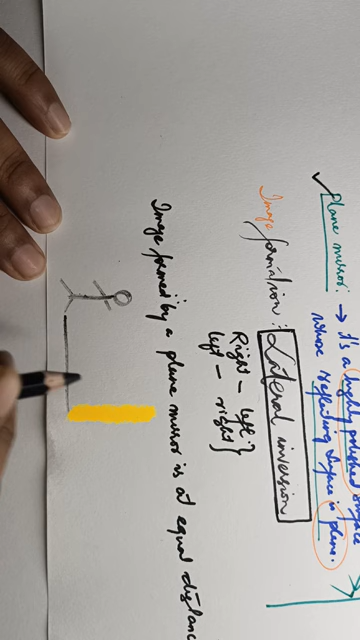 ✓ Plane mirror: → it's a highly polished surface
whose reflecting surface is plane.
Image formation: Lateral inversion
Right - left
left - right
Image formed by a plane mirror is at equal distanc